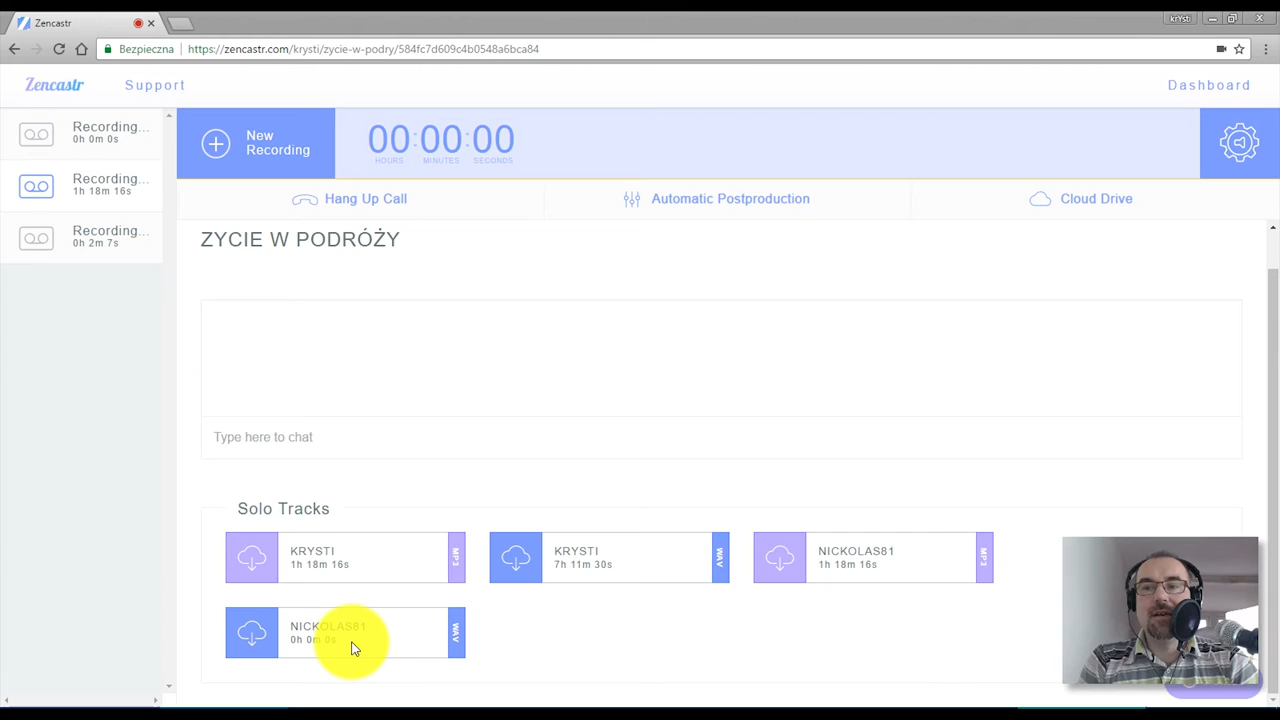 Zencastr
krYsti
Bezpieczna
https://zencastr.com/krysti/zycie-w-podry/584fc7d609c4b0548a6bca84
Zencastr
Support
Dashboard
Recording...
0h 0m 0s
Recording...
1h 18m 16s
Recording...
0h 2m 7s
New
Recording
00:00:00
HOURS
MINUTES
SECONDS
Hang Up Call
Automatic Postproduction
Cloud Drive
ZYCIE W PODRÓŻY
Type here to chat
Solo Tracks
KRYSTI
1h 18m 16s
MP3
KRYSTI
7h 11m 30s
WAV
NICKOLAS81
1h 18m 16s
MP3
NICKOLAS81
0h 0m 0s
WAV